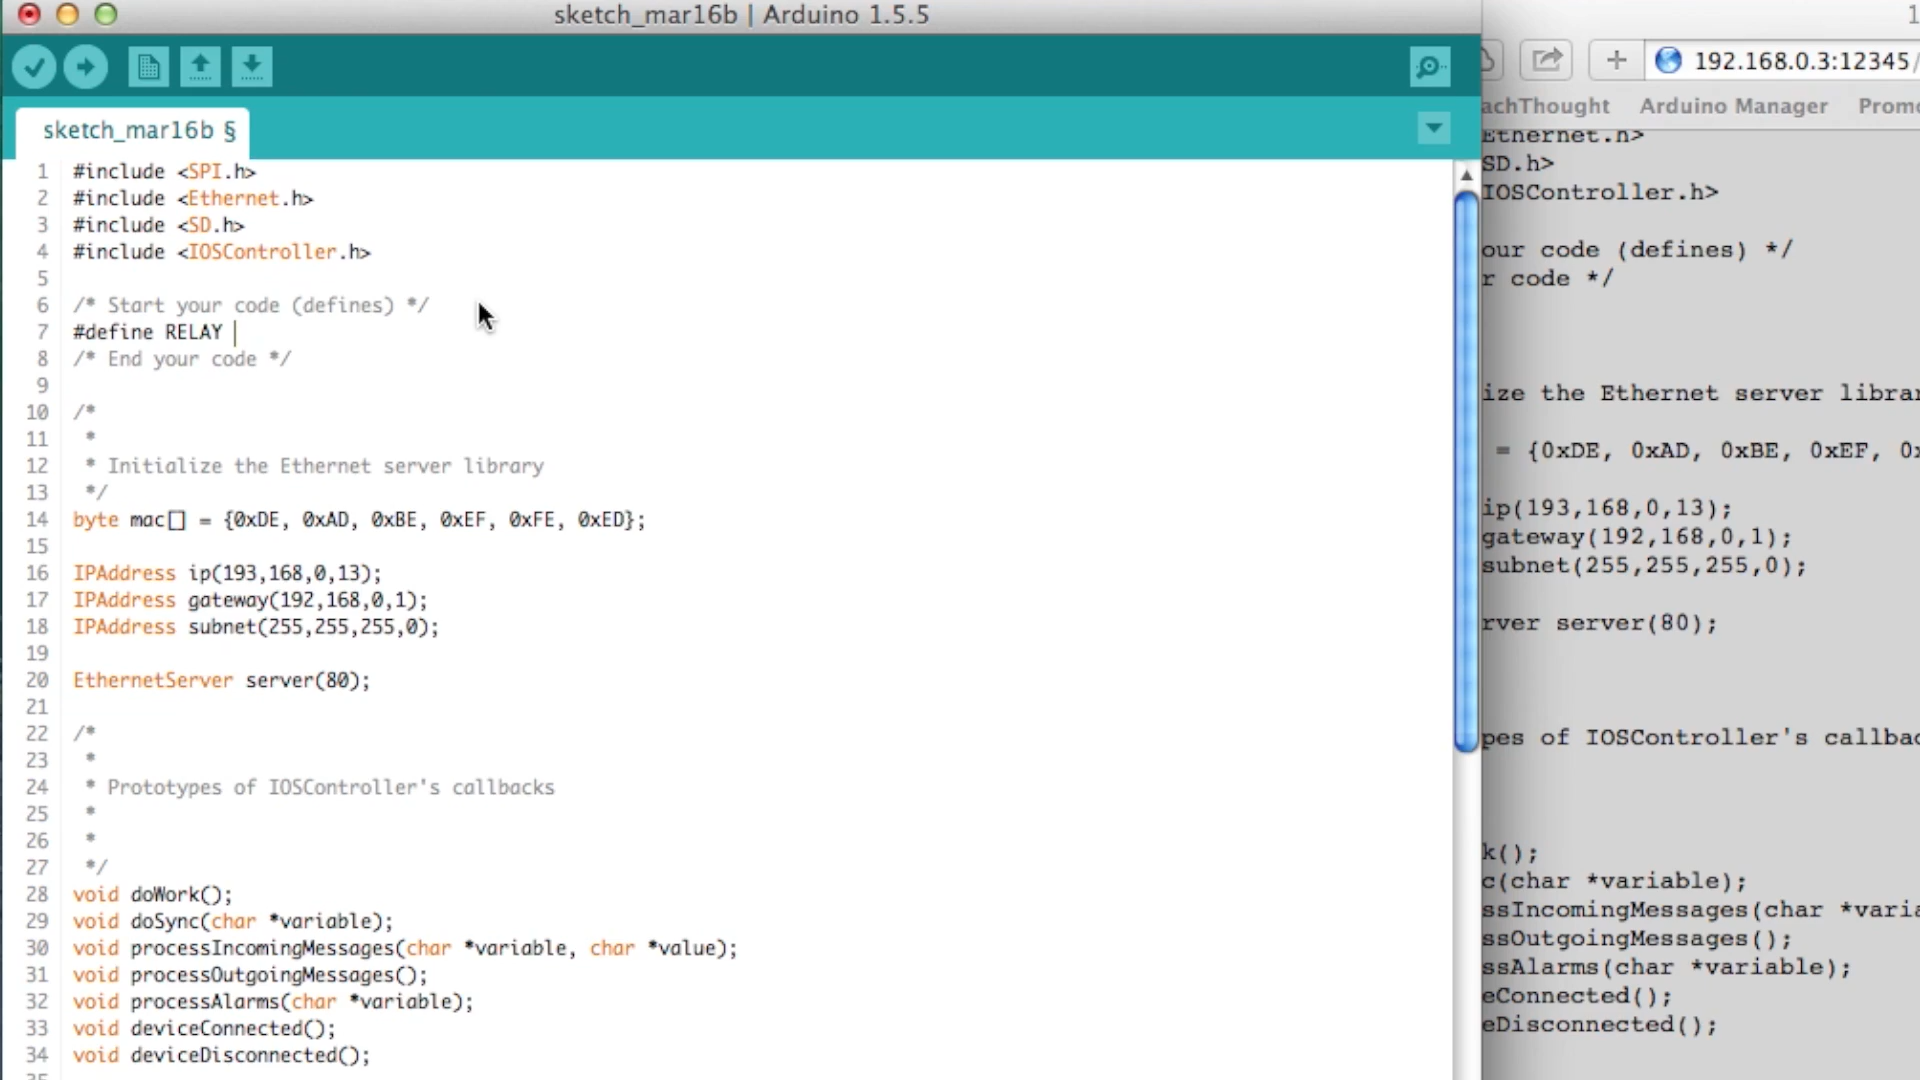 sketch_mar16b | Arduino 1.5.5
sketch_mar16b §
1 #include <SPI.h>
2 #include <Ethernet.h>
3 #include <SD.h>
4 #include <IOSController.h>
5
6 /* Start your code (defines) */
7 #define RELAY
8 /* End your code */
9
10 /*
11 *
12 * Initialize the Ethernet server library
13 */
14 byte mac[] = {0xDE, 0xAD, 0xBE, 0xEF, 0xFE, 0xED};
15
16 IPAddress ip(193,168,0,13);
17 IPAddress gateway(192,168,0,1);
18 IPAddress subnet(255,255,255,0);
19
20 EthernetServer server(80);
21
22 /*
23 *
24 * Prototypes of IOSController's callbacks
25 *
26 *
27 */
28 void doWork();
29 void doSync(char *variable);
30 void processIncomingMessages(char *variable, char *value);
31 void processOutgoingMessages();
32 void processAlarms(char *variable);
33 void deviceConnected();
34 void deviceDisconnected();
192.168.0.3:12345/
achThought Arduino Manager Promo
Ethernet.h>
SD.h>
IOSController.h>
our code (defines) */
r code */
ize the Ethernet server librar
= {0xDE, 0xAD, 0xBE, 0xEF, 0x
ip(193,168,0,13);
gateway(192,168,0,1);
subnet(255,255,255,0);
rver server(80);
pes of IOSController's callbac
k();
c(char *variable);
ssIncomingMessages(char *varia
ssOutgoingMessages();
ssAlarms(char *variable);
eConnected();
eDisconnected();